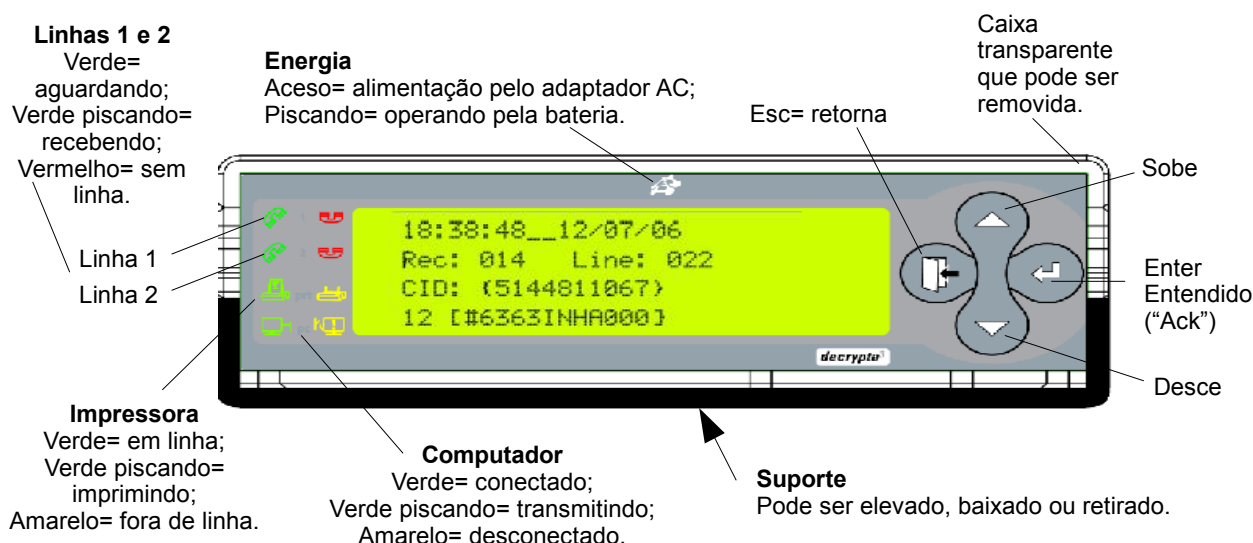 Linhas 1 e 2
Verde=
aguardando;
Verde piscando=
recebendo;
Vermelho= sem
linha.
Energia
Aceso= alimentação pelo adaptador AC;
Piscando= operando pela bateria.
Esc= retorna
Caixa
transparente
que pode ser
removida.
Sobe
Linha 1
Linha 2
1
2
18:38:48__12/07/06
Rec: 014 Line: 022
CID: (5144811067)
12 [#6363INHA000]
decrypta³
Enter
Entendido
("Ack")
Desce
Impressora
Verde= em linha;
Verde piscando=
imprimindo;
Amarelo= fora de linha.
Computador
Verde= conectado;
Verde piscando= transmitindo;
Amarelo= desconectado.
Suporte
Pode ser elevado, baixado ou retirado.